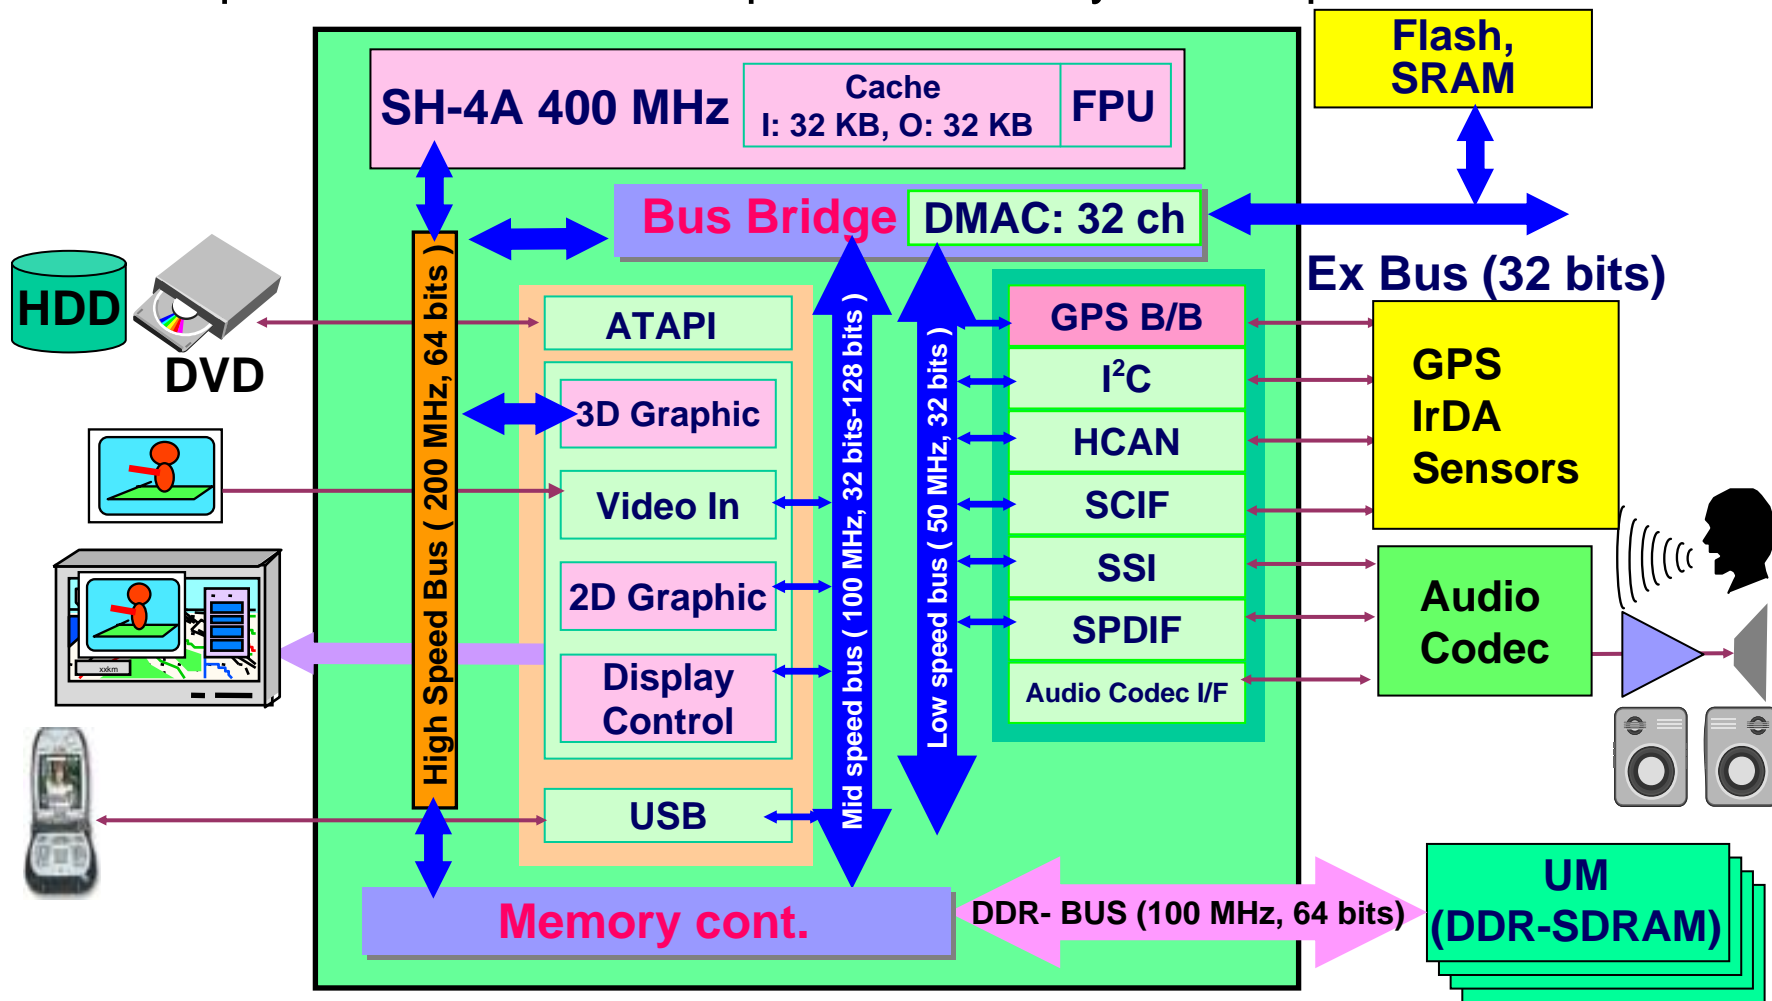 Flash,
SRAM
SH-4A 400 MHz
Cache
I: 32 KB, O: 32 KB
FPU
Bus Bridge
DMAC: 32 ch
Ex Bus (32 bits)
HDD
DVD
High Speed Bus ( 200 MHz, 64 bits )
ATAPI
3D Graphic
Video In
2D Graphic
Display
Control
USB
Mid speed bus ( 100 MHz, 32 bits-128 bits )
Low speed bus ( 50 MHz, 32 bits )
GPS B/B
I²C
HCAN
SCIF
SSI
SPDIF
Audio Codec I/F
GPS
IrDA
Sensors
Audio
Codec
xxkm
Memory cont.
DDR- BUS (100 MHz, 64 bits)
UM
(DDR-SDRAM)